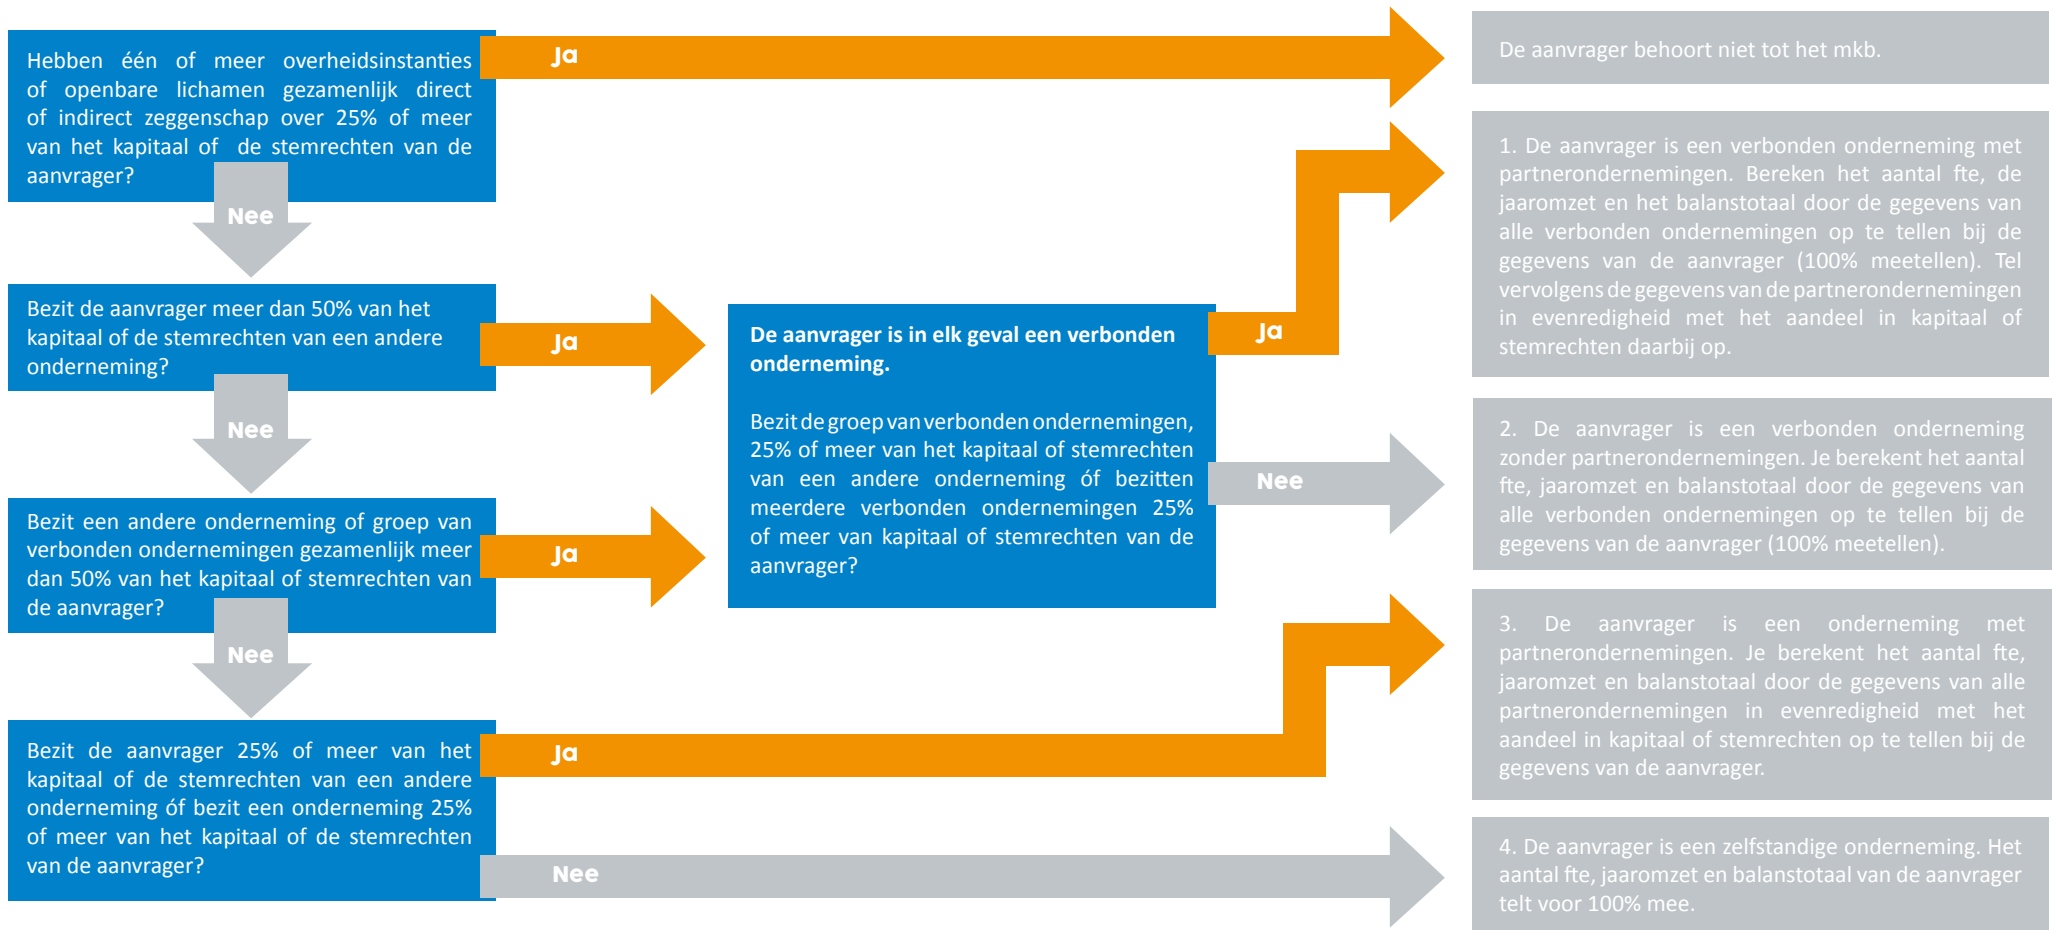 Hebben één of meer overheidsinstanties
of openbare lichamen gezamenlijk direct
of indirect zeggenschap over 25% of meer
van het kapitaal of de stemrechten van de
aanvrager?
Ja
Nee
De aanvrager behoort niet tot het mkb.
Bezit de aanvrager meer dan 50% van het
kapitaal of de stemrechten van een andere
onderneming?
Ja
Nee
Bezit een andere onderneming of groep van
verbonden ondernemingen gezamenlijk meer
dan 50% van het kapitaal of stemrechten van
de aanvrager?
Ja
Nee
De aanvrager is in elk geval een verbonden
onderneming.
Bezit de groep van verbonden ondernemingen,
25% of meer van het kapitaal of stemrechten
van een andere onderneming óf bezitten
meerdere verbonden ondernemingen 25%
of meer van kapitaal of stemrechten van de
aanvrager?
Ja
Nee
1. De aanvrager is een verbonden onderneming met
partnerondernemingen. Bereken het aantal fte, de
jaaromzet en het balanstotaal door de gegevens van
alle verbonden ondernemingen op te tellen bij de
gegevens van de aanvrager (100% meetellen). Tel
vervolgens de gegevens van de partnerondernemingen
in evenredigheid met het aandeel in kapitaal of
stemrechten daarbij op.
2. De aanvrager is een verbonden onderneming
zonder partnerondernemingen. Je berekent het aantal
fte, jaaromzet en balanstotaal door de gegevens van
alle verbonden ondernemingen op te tellen bij de
gegevens van de aanvrager (100% meetellen).
Bezit de aanvrager 25% of meer van het
kapitaal of de stemrechten van een andere
onderneming óf bezit een onderneming 25%
of meer van het kapitaal of de stemrechten
van de aanvrager?
Ja
Nee
3. De aanvrager is een onderneming met
partnerondernemingen. Je berekent het aantal fte,
jaaromzet en balanstotaal door de gegevens van alle
partnerondernemingen in evenredigheid met het
aandeel in kapitaal of stemrechten op te tellen bij de
gegevens van de aanvrager.
4. De aanvrager is een zelfstandige onderneming. Het
aantal fte, jaaromzet en balanstotaal van de aanvrager
telt voor 100% mee.